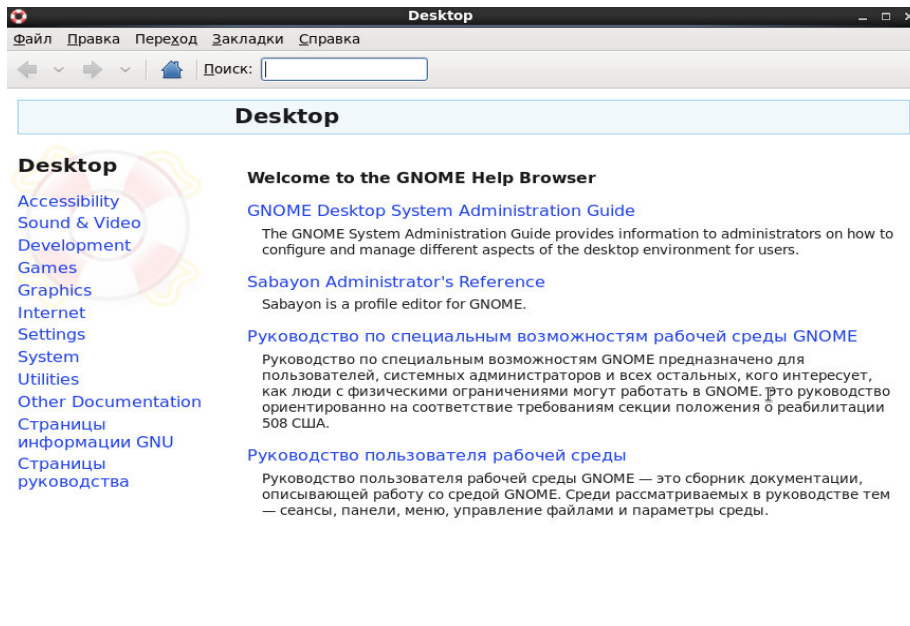 Desktop
Файл Правка Переход Закладки Справка
Поиск:
Desktop
Desktop
Accessibility
Sound & Video
Development
Games
Graphics
Internet
Settings
System
Utilities
Other Documentation
Страницы
информации GNU
Страницы
руководства
Welcome to the GNOME Help Browser
GNOME Desktop System Administration Guide
The GNOME System Administration Guide provides information to administrators on how to
configure and manage different aspects of the desktop environment for users.
Sabayon Administrator's Reference
Sabayon is a profile editor for GNOME.
Руководство по специальным возможностям рабочей среды GNOME
Руководство по специальным возможностям GNOME предназначено для
пользователей, системных администраторов и всех остальных, кого интересует,
как люди с физическими ограничениями могут работать в GNOME. Это руководство
ориентированно на соответствие требованиям секции положения о реабилитации
508 США.
Руководство пользователя рабочей среды
Руководство пользователя рабочей среды GNOME — это сборник документации,
описывающей работу со средой GNOME. Среди рассматриваемых в руководстве тем
— сеансы, панели, меню, управление файлами и параметры среды.